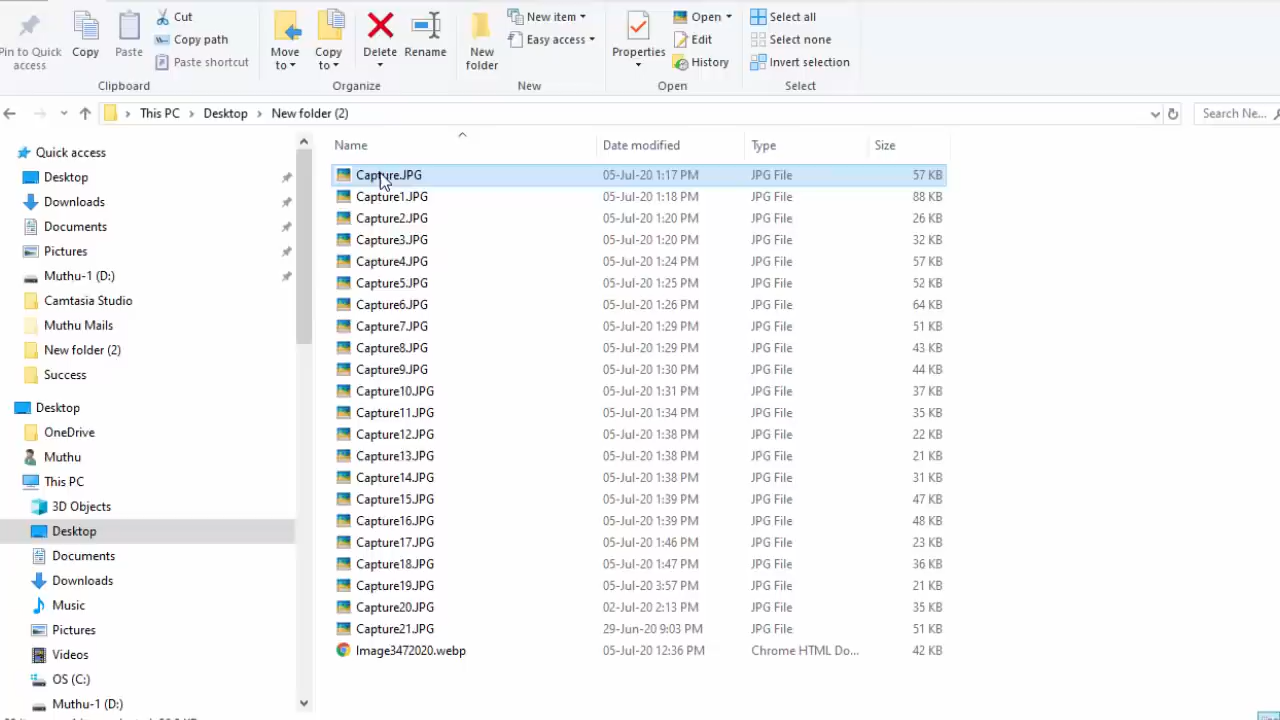 Pin to Quick access
Copy
Paste
Cut
Copy path
Paste shortcut
Clipboard
Move to
Copy to
Delete
Rename
Organize
New folder
New item
Easy access
New
Properties
Open
Edit
History
Open
Select all
Select none
Invert selection
Select
This PC > Desktop > New folder (2)
Search Ne...
Quick access
Desktop
Downloads
Documents
Pictures
Muthu-1 (D:)
Camtasia Studio
Muthu Mails
New folder (2)
Success
Desktop
OneDrive
Muthu
This PC
3D Objects
Desktop
Documents
Downloads
Music
Pictures
Videos
OS (C:)
Muthu-1 (D:)
Name Date modified Type Size
Capture.JPG 05-Jul-20 1:17 PM JPG File 57 KB
Capture1.JPG 05-Jul-20 1:18 PM JPG File 88 KB
Capture2.JPG 05-Jul-20 1:20 PM JPG File 26 KB
Capture3.JPG 05-Jul-20 1:20 PM JPG File 32 KB
Capture4.JPG 05-Jul-20 1:24 PM JPG File 57 KB
Capture5.JPG 05-Jul-20 1:25 PM JPG File 52 KB
Capture6.JPG 05-Jul-20 1:26 PM JPG File 64 KB
Capture7.JPG 05-Jul-20 1:29 PM JPG File 51 KB
Capture8.JPG 05-Jul-20 1:29 PM JPG File 43 KB
Capture9.JPG 05-Jul-20 1:30 PM JPG File 44 KB
Capture10.JPG 05-Jul-20 1:31 PM JPG File 37 KB
Capture11.JPG 05-Jul-20 1:34 PM JPG File 35 KB
Capture12.JPG 05-Jul-20 1:38 PM JPG File 22 KB
Capture13.JPG 05-Jul-20 1:38 PM JPG File 21 KB
Capture14.JPG 05-Jul-20 1:38 PM JPG File 31 KB
Capture15.JPG 05-Jul-20 1:39 PM JPG File 47 KB
Capture16.JPG 05-Jul-20 1:39 PM JPG File 48 KB
Capture17.JPG 05-Jul-20 1:46 PM JPG File 23 KB
Capture18.JPG 05-Jul-20 1:47 PM JPG File 36 KB
Capture19.JPG 05-Jul-20 3:57 PM JPG File 21 KB
Capture20.JPG 02-Jul-20 2:13 PM JPG File 35 KB
Capture21.JPG 29-Jun-20 9:03 PM JPG File 51 KB
Image3472020.webp 05-Jul-20 12:36 PM Chrome HTML Do... 42 KB